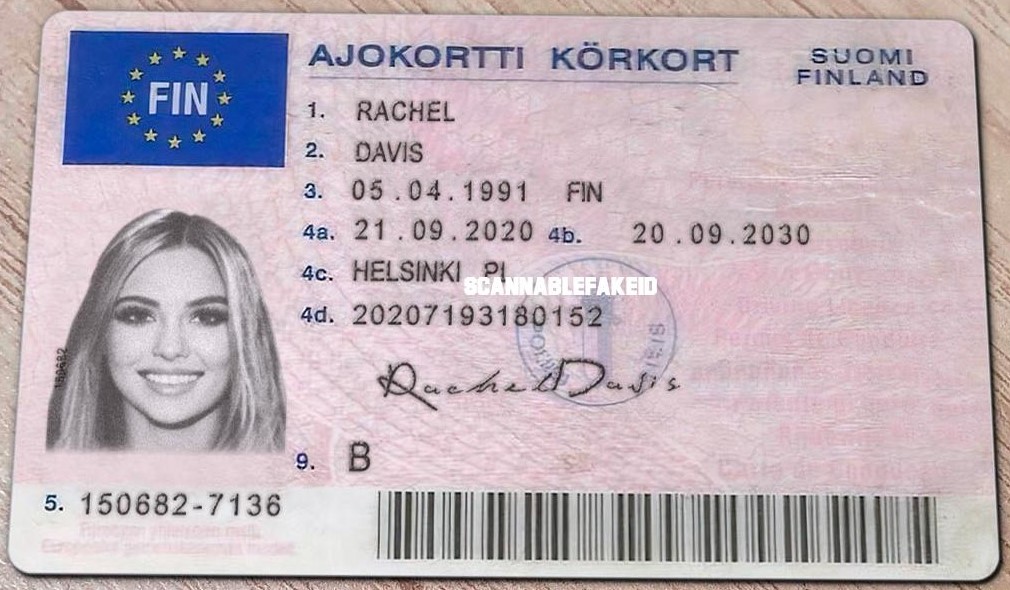 FIN
AJOKORTTI KÖRKORT
SUOMI
FINLAND
1. RACHEL
2. DAVIS
3. 05.04.1991 FIN
4a. 21.09.2020 4b. 20.09.2030
4c. HELSINKI PL
SCANNABLEFAKEID
4d. 20207193180152
Rachel Davis
150682
9. B
5. 150682-7136